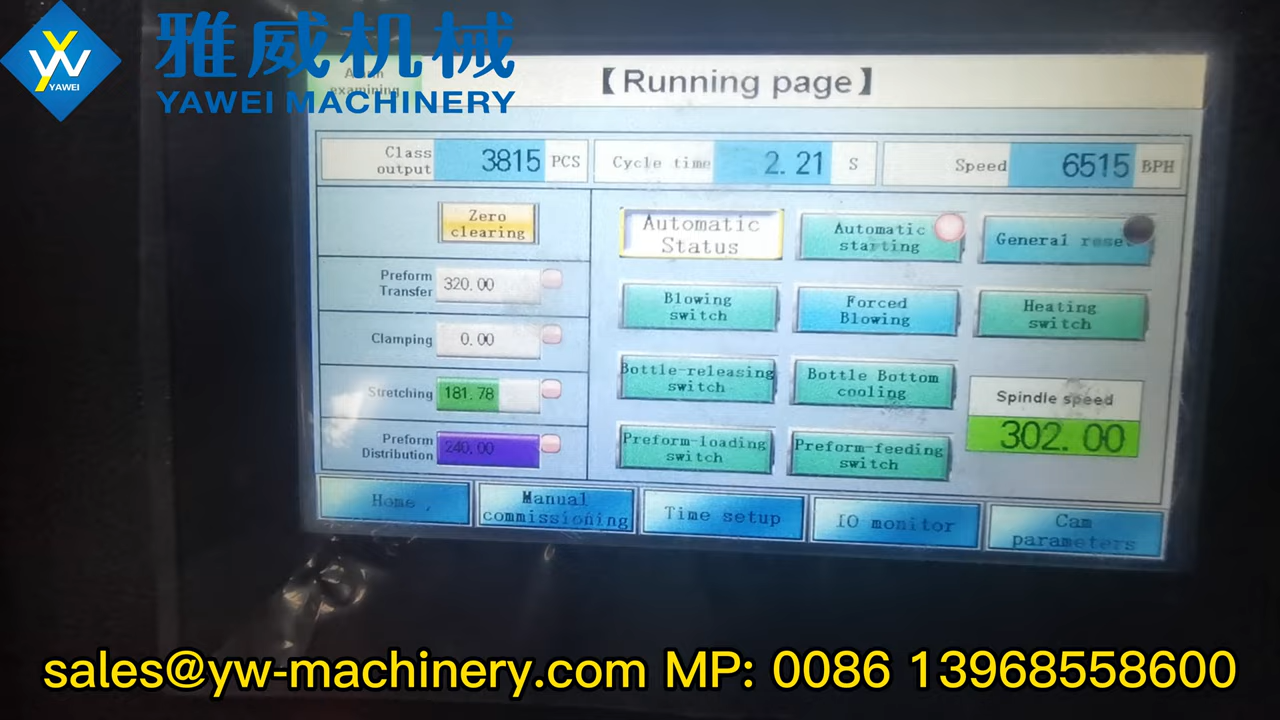 雅威机械
YAWEI MACHINERY
YW
YAWEI
examining
【Running page】
Class output 3815 PCS
Cycle time 2.21 S
Speed 6515 BPH
Zero
clearing
Automatic
Status
Automatic
starting
General reset
Preform
Transfer 320.00
Blowing
switch
Forced
Blowing
Heating
switch
Clamping 0.00
Stretching 181.78
Bottle-releasing
switch
Bottle Bottom
cooling
Spindle speed
302.00
Preform
Distribution 240.00
Preform-loading
switch
Preform-feeding
switch
Home
Manual
commissioning
Time setup
IO monitor
Cam
parameters
sales@yw-machinery.com MP: 0086 13968558600